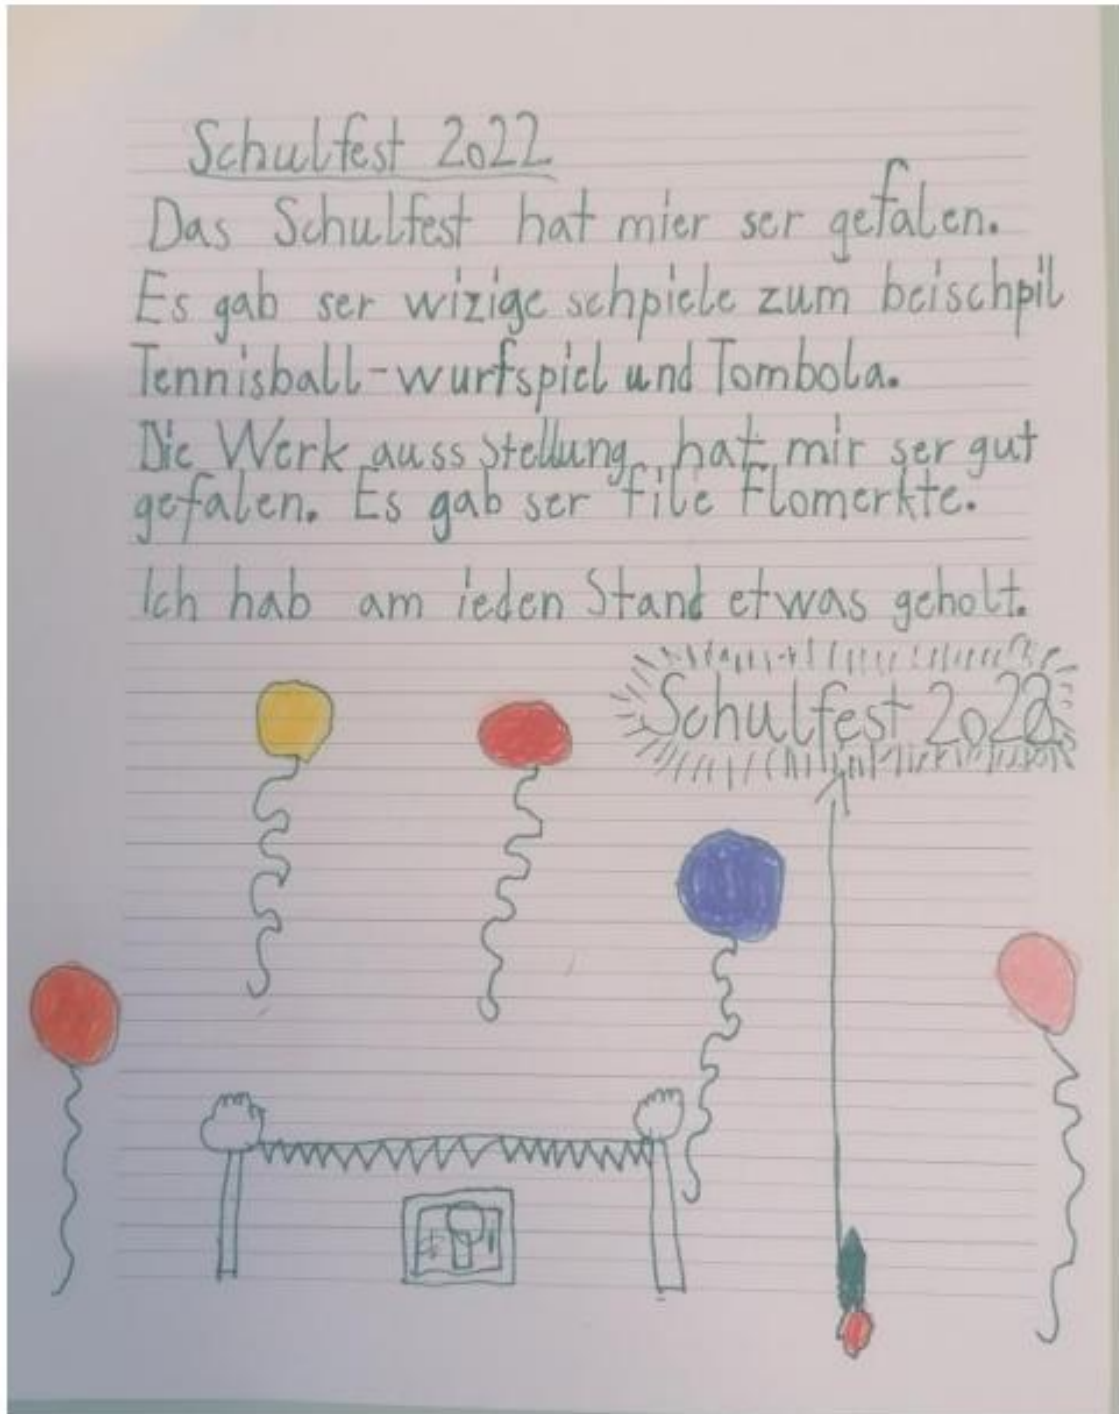 Schulfest 2022
Das Schulfest hat mier ser gefalen.
Es gab ser wizige schpiele zum beischpil
Tennisball-wurfspiel und Tombola.
Die Werk auss stellung hat mir ser gut
gefalen. Es gab ser file Flomerkte.
Ich hab am ieden Stand etwas geholt.
Schulfest 2022